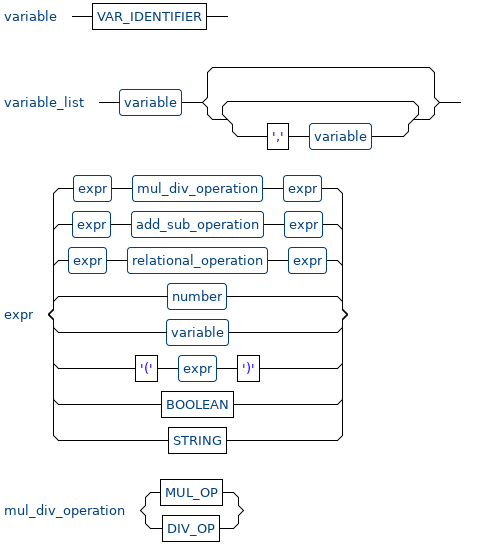 variable VAR_IDENTIFIER
variable_list variable
',' variable
expr mul_div_operation expr
expr add_sub_operation expr
expr relational_operation expr
number
expr
variable
'(' expr ')'
BOOLEAN
STRING
MUL_OP
mul_div_operation
DIV_OP